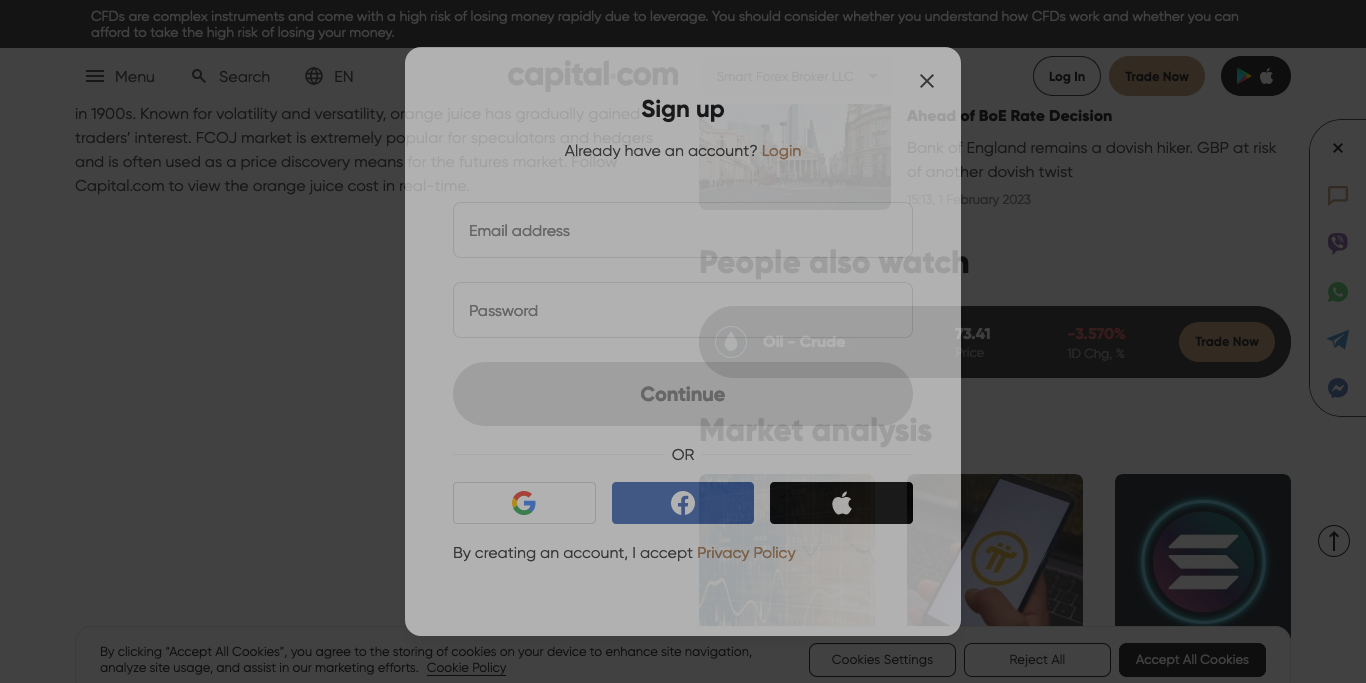 CFDs are complex instruments and come with a high risk of losing money rapidly due to leverage. You should consider whether you understand how CFDs work and whether you can
afford to take the high risk of losing your money.
Menu
Search
EN
capital.com
Smart Forex Broker LLC
Log In
Trade Now
in 1900s. Known for volatility and versatility, orange juice has gradually gained
traders' interest. FCOJ market is extremely popular for speculators and hedgers
and is often used as a price discovery means for the futures market. Follow
Capital.com to view the orange juice cost in real-time.
Sign up
Already have an account? Login
Email address
Password
Continue
OR
By creating an account, I accept Privacy Policy
Ahead of BoE Rate Decision
Bank of England remains a dovish hiker. GBP at risk
of another dovish twist
15:13, 1 February 2023
People also watch
Oil - Crude
73.41
Price
-3.570%
1D Chg, %
Trade Now
Market analysis
By clicking “Accept All Cookies”, you agree to the storing of cookies on your device to enhance site navigation,
analyze site usage, and assist in our marketing efforts. Cookie Policy
Cookies Settings
Reject All
Accept All Cookies